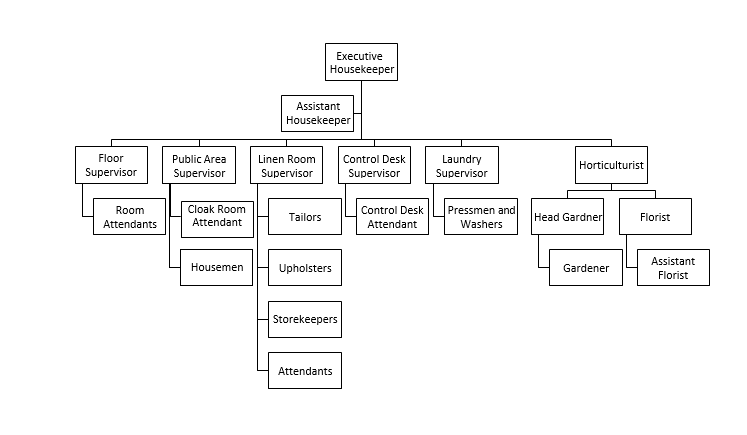 Executive
Housekeeper
Assistant
Housekeeper
Floor
Supervisor
Public Area
Supervisor
Linen Room
Supervisor
Control Desk
Supervisor
Laundry
Supervisor
Horticulturist
Room
Attendants
Cloak Room
Attendant
Tailors
Control Desk
Attendant
Pressmen and
Washers
Head Gardner
Florist
Housemen
Upholsters
Gardener
Assistant
Florist
Storekeepers
Attendants